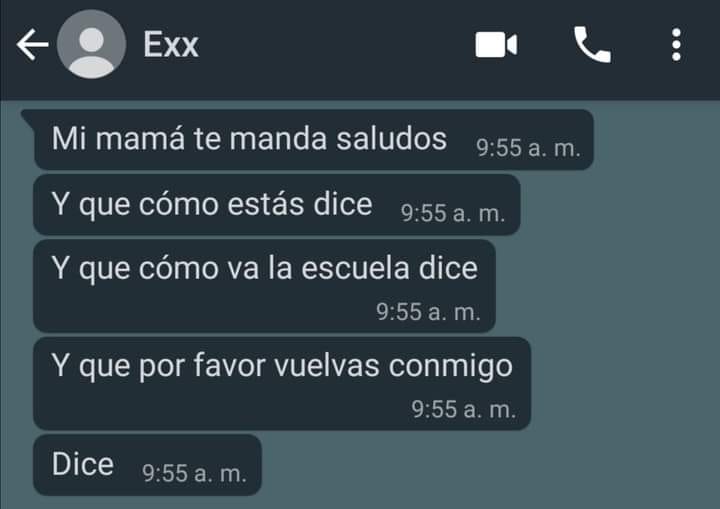 Exx
Mi mamá te manda saludos 9:55 a. m.
Y que cómo estás dice 9:55 a. m.
Y que cómo va la escuela dice
9:55 a. m.
Y que por favor vuelvas conmigo
9:55 a. m.
Dice 9:55 a. m.